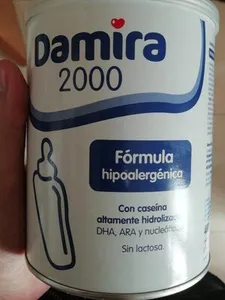 Damira
2000
Fórmula
hipoalergénica
Con caseína
altamente hidrolizada
DHA, ARA y nucleótidos
Sin lactosa.